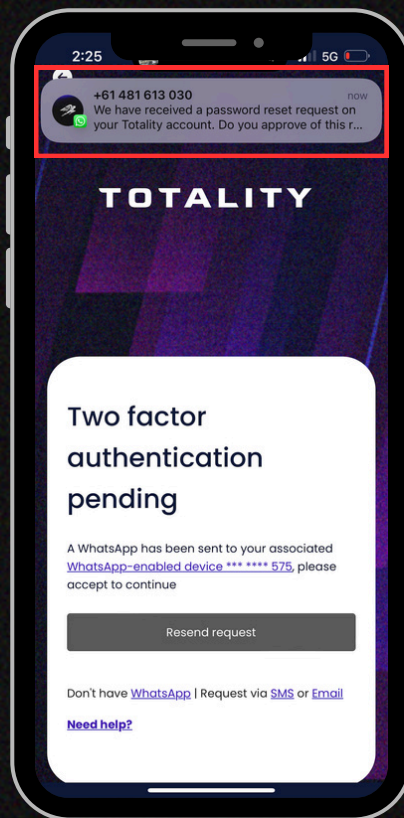 2:25 5G
+61 481 613 030 now
We have received a password reset request on
your Totality account. Do you approve of this r...
TOTALITY
Two factor
authentication
pending
A WhatsApp has been sent to your associated
WhatsApp-enabled device *** **** 575, please
accept to continue
Resend request
Don't have WhatsApp | Request via SMS or Email
Need help?